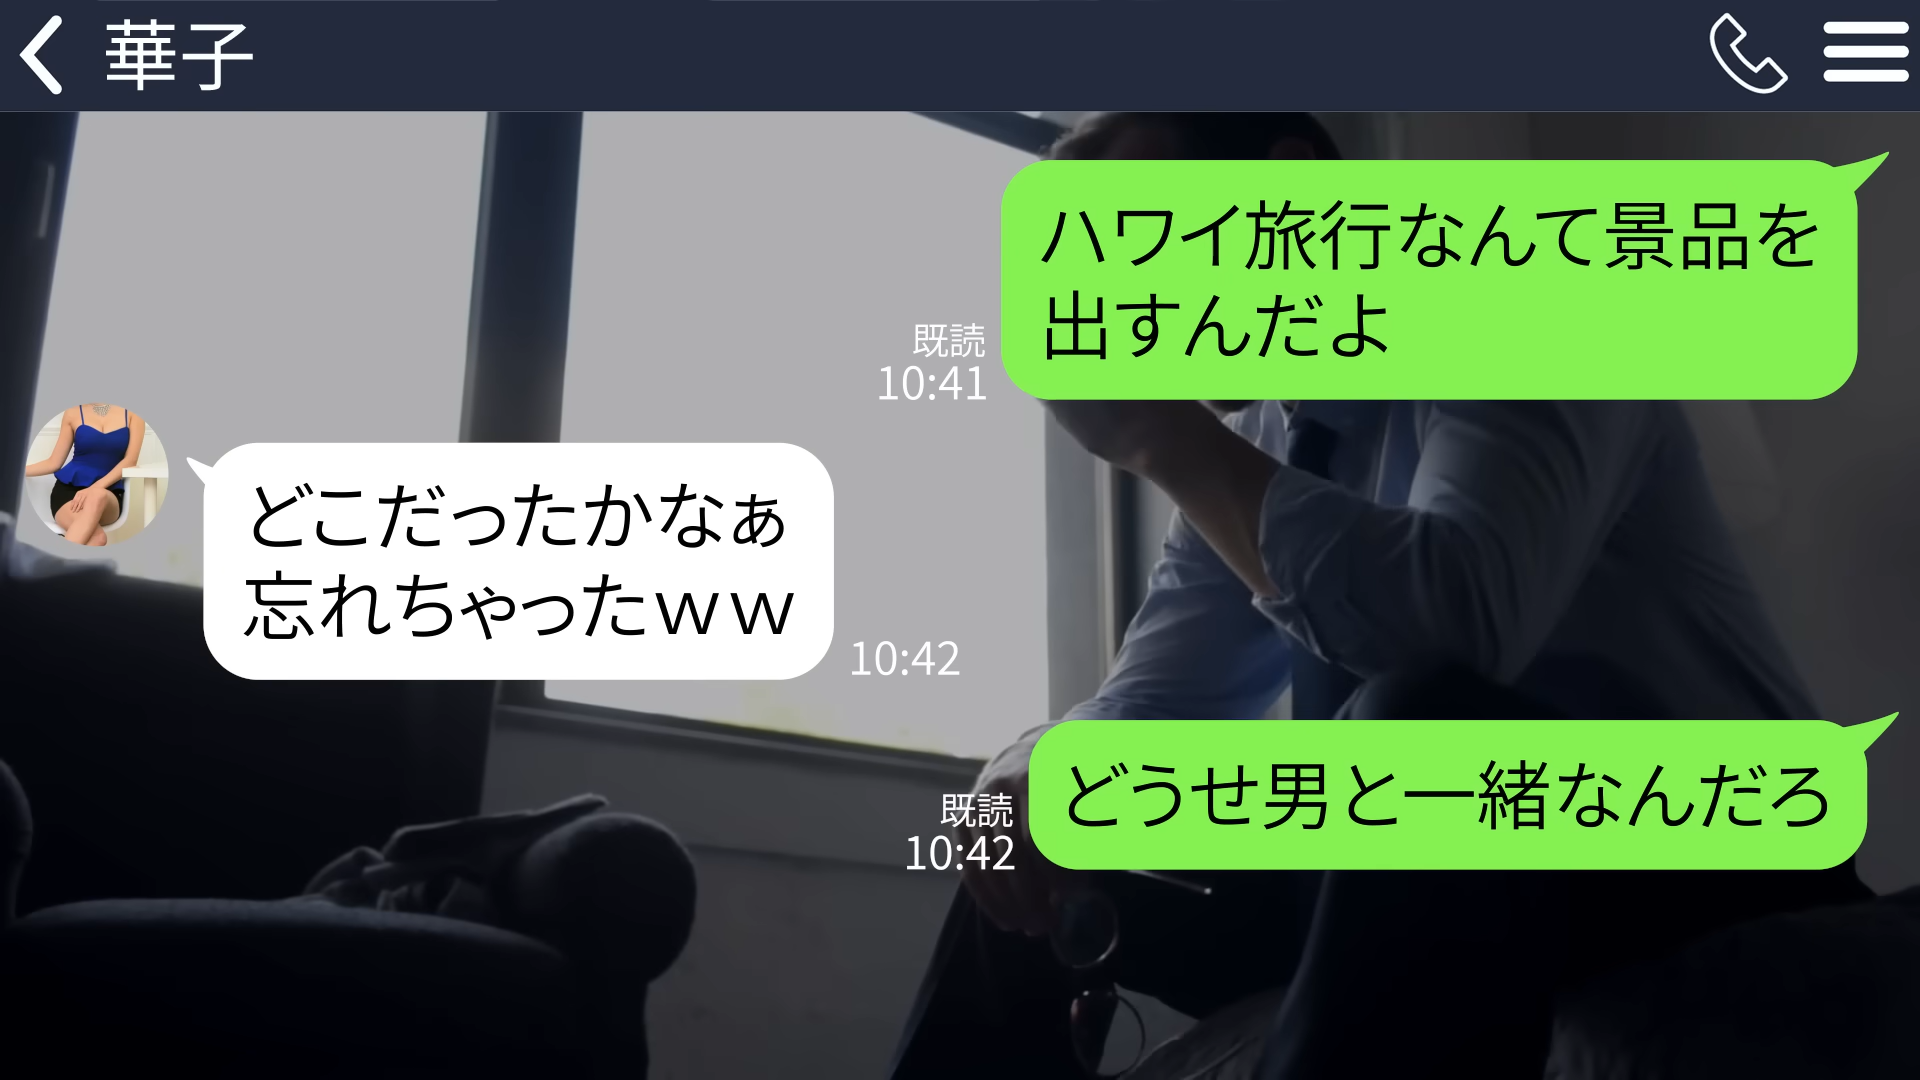 華子
ハワイ旅行なんて景品を
出すんだよ
既読
10:41
どこだったかなぁ
忘れちゃったｗｗ
10:42
どうせ男と一緒なんだろ
既読
10:42